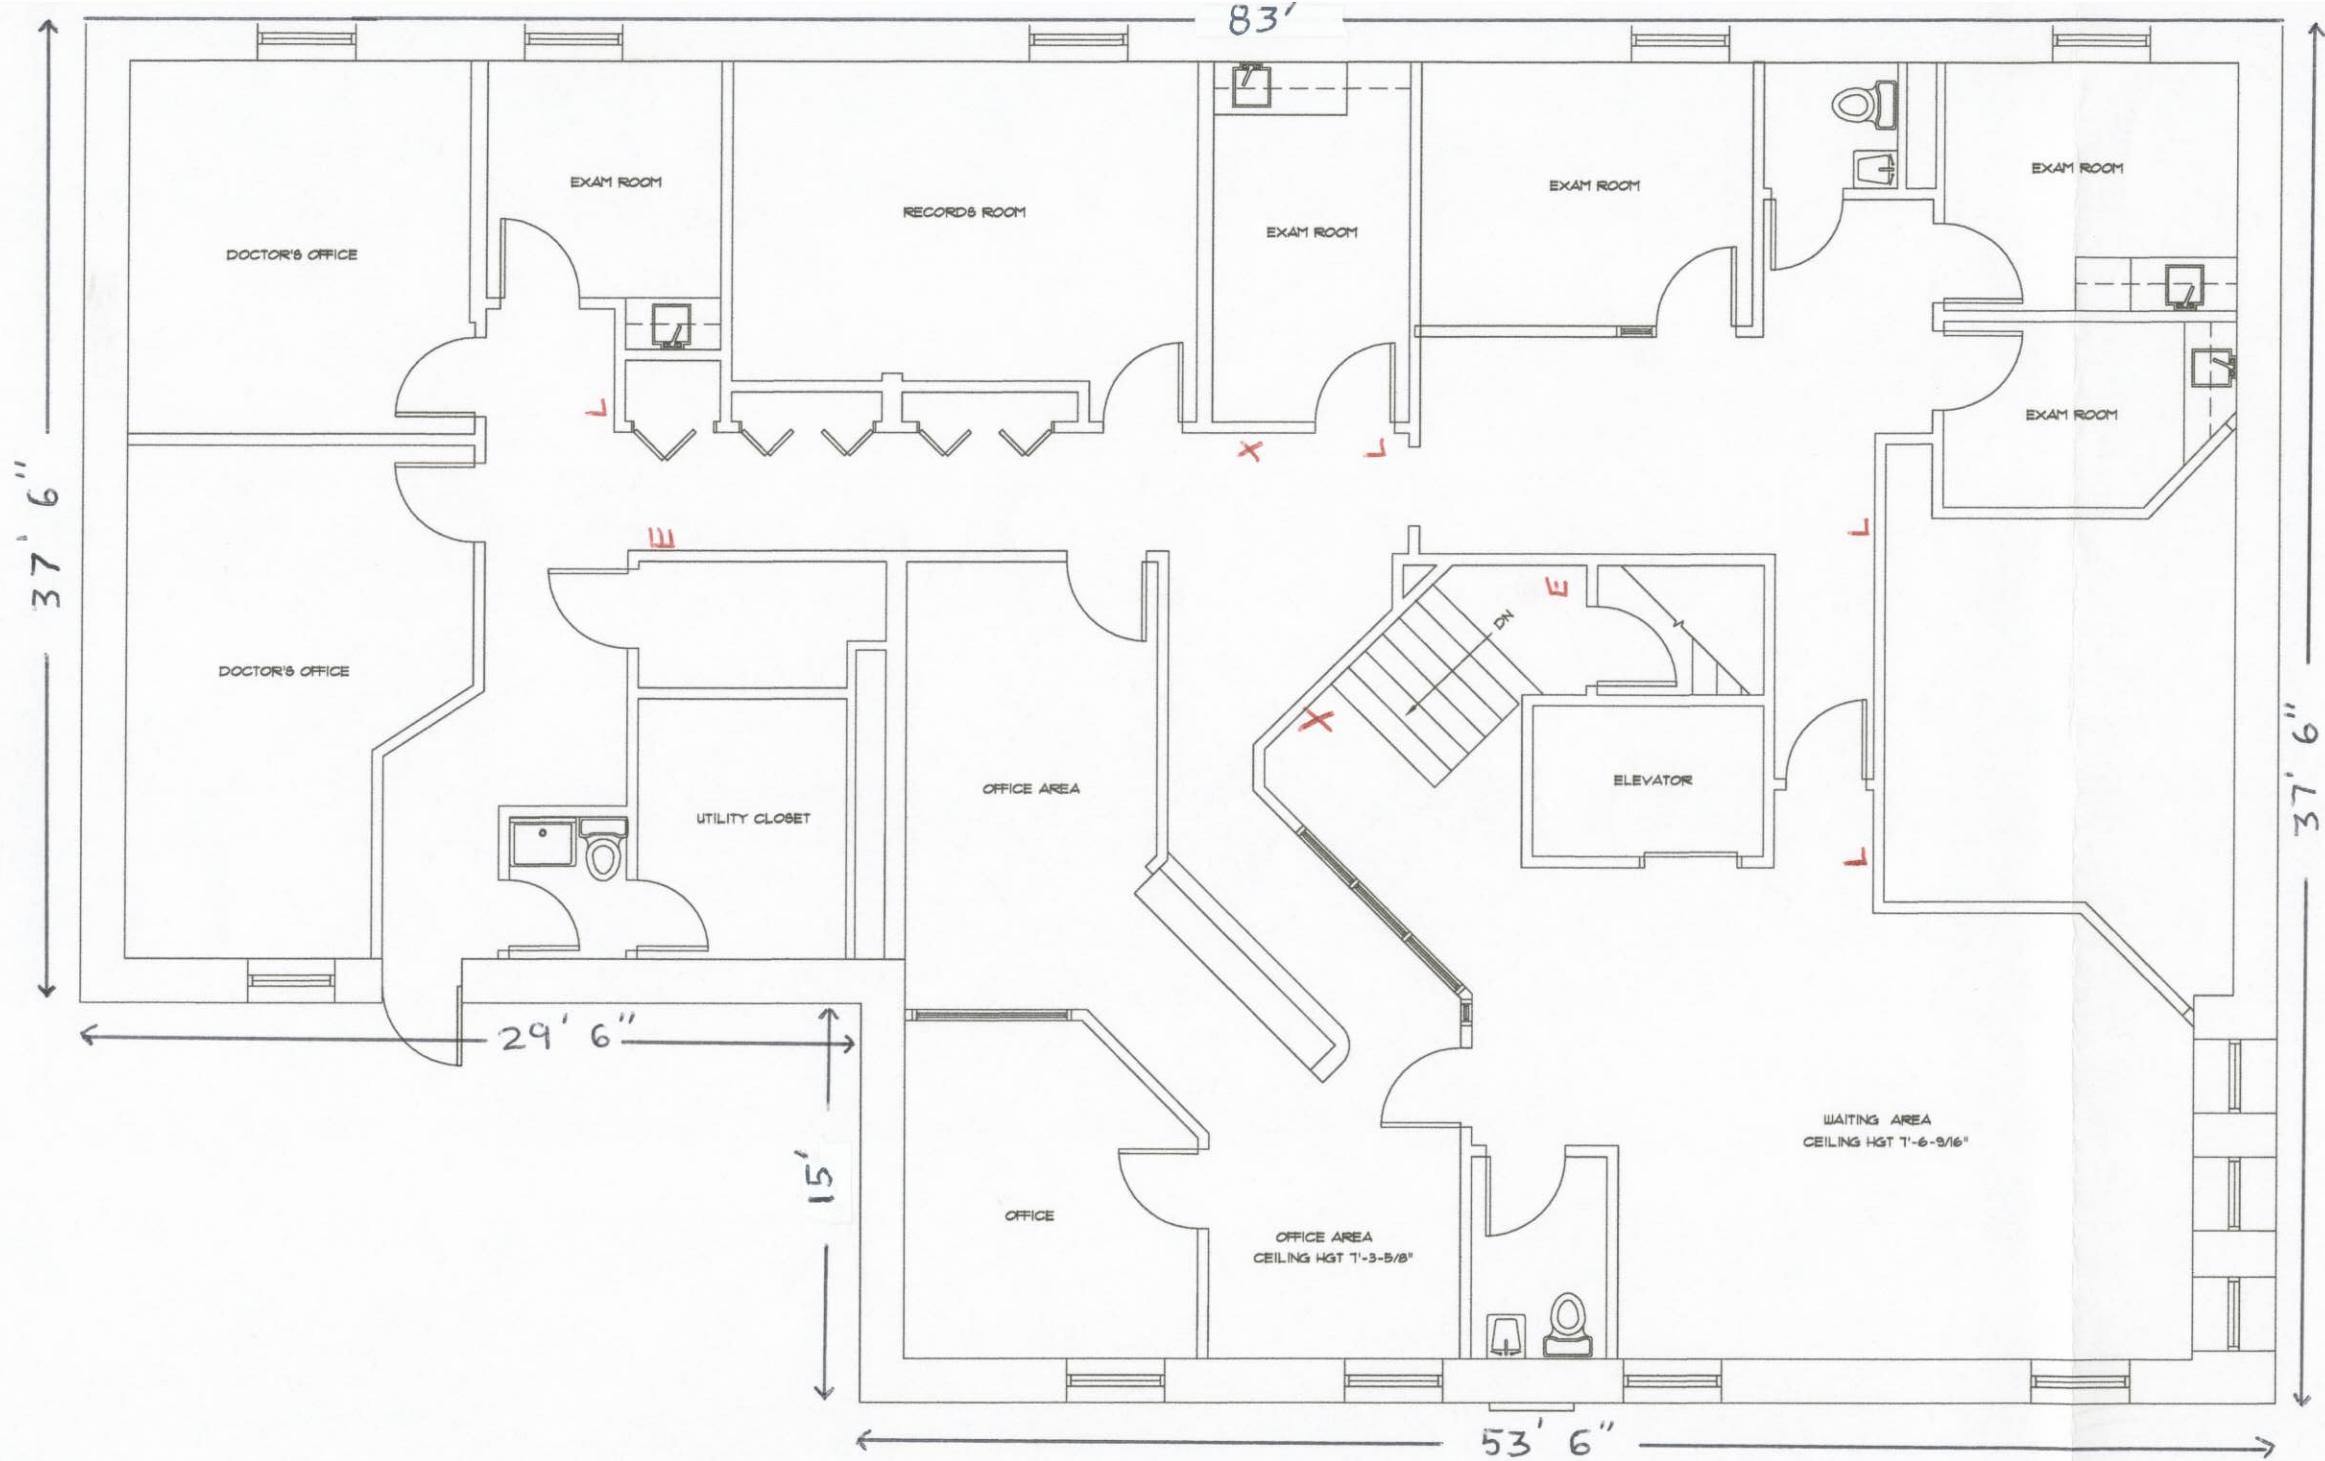 83'
EXAM ROOM
EXAM ROOM
EXAM ROOM
RECORDS ROOM
EXAM ROOM
DOCTOR'S OFFICE
L
EXAM ROOM
X
L
37' 6"
L
E
E
DN
DOCTOR'S OFFICE
X
37' 6"
ELEVATOR
OFFICE AREA
UTILITY CLOSET
L
29' 6"
WAITING AREA
CEILING HGT 7'-6-9/16"
15'
OFFICE
OFFICE AREA
CEILING HGT 7'-3-5/8"
53' 6"